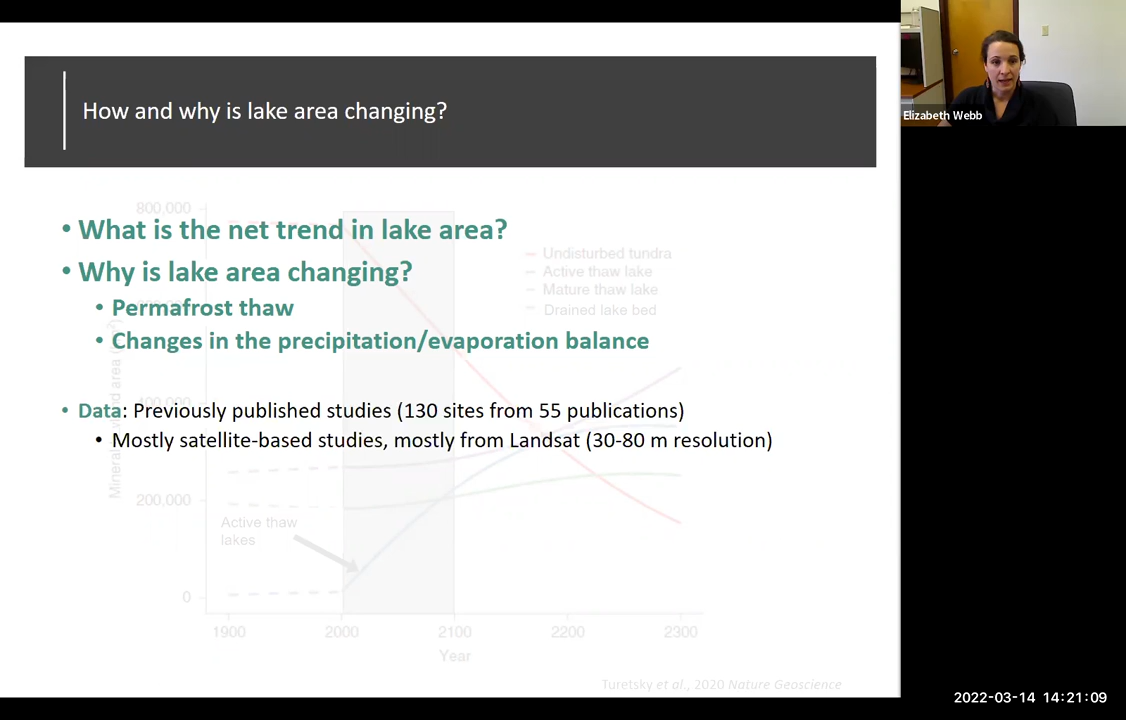 How and why is lake area changing?
Elizabeth Webb
800,000
• What is the net trend in lake area?
Undisturbed tundra
• Why is lake area changing?
Active thaw lake
Mature thaw lake
• Permafrost thaw
Drained lake bed
• Changes in the precipitation/evaporation balance
• Data: Previously published studies (130 sites from 55 publications)
• Mostly satellite-based studies, mostly from Landsat (30-80 m resolution)
200,000
Active thaw
lakes
0
1900 2000 2100 2200 2300
Year
Turetsky et al., 2020 Nature Geoscience
2022-03-14 14:21:09